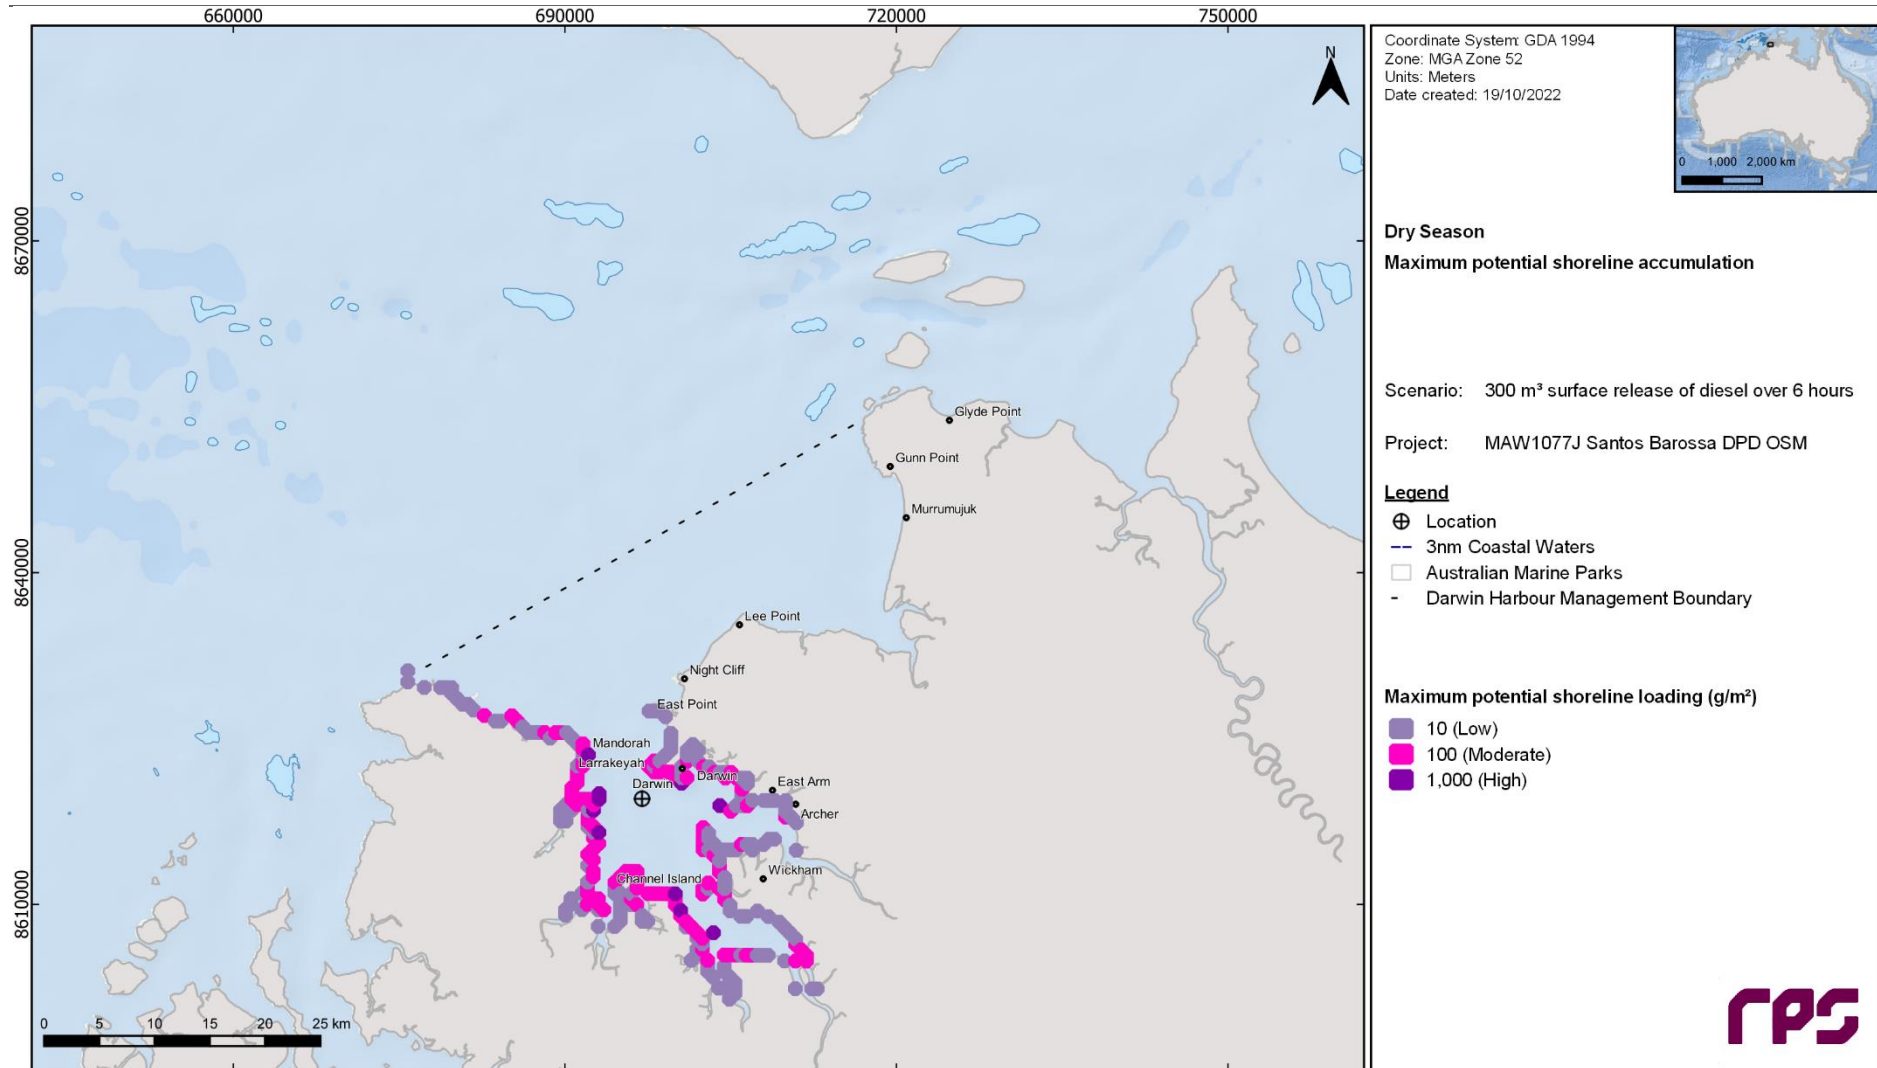 660000
690000
720000
750000
8670000
8640000
8610000
N
Glyde Point
Gunn Point
Murrumujuk
Lee Point
Night Cliff
East Point
Mandorah
Larrakeyah
Darwin
Darwin
East Arm
Archer
Channel Island
Wickham
0 5 10 15 20 25 km
Coordinate System: GDA 1994
Zone: MGA Zone 52
Units: Meters
Date created: 19/10/2022
0 1,000 2,000 km
Dry Season
Maximum potential shoreline accumulation
Scenario: 300 m³ surface release of diesel over 6 hours
Project: MAW1077J Santos Barossa DPD OSM
Legend
Location
3nm Coastal Waters
Australian Marine Parks
Darwin Harbour Management Boundary
Maximum potential shoreline loading (g/m²)
10 (Low)
100 (Moderate)
1,000 (High)
rps